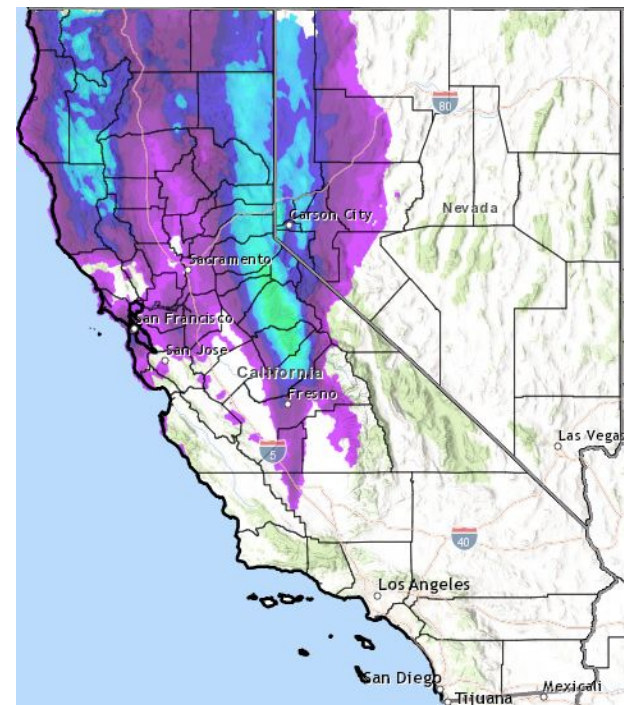 80
Nevada
Carson City
Sacramento
San Francisco
San Jose
California
Fresno
5
Las Vegas
40
Los Angeles
San Diego
Tijuana
Mexicali